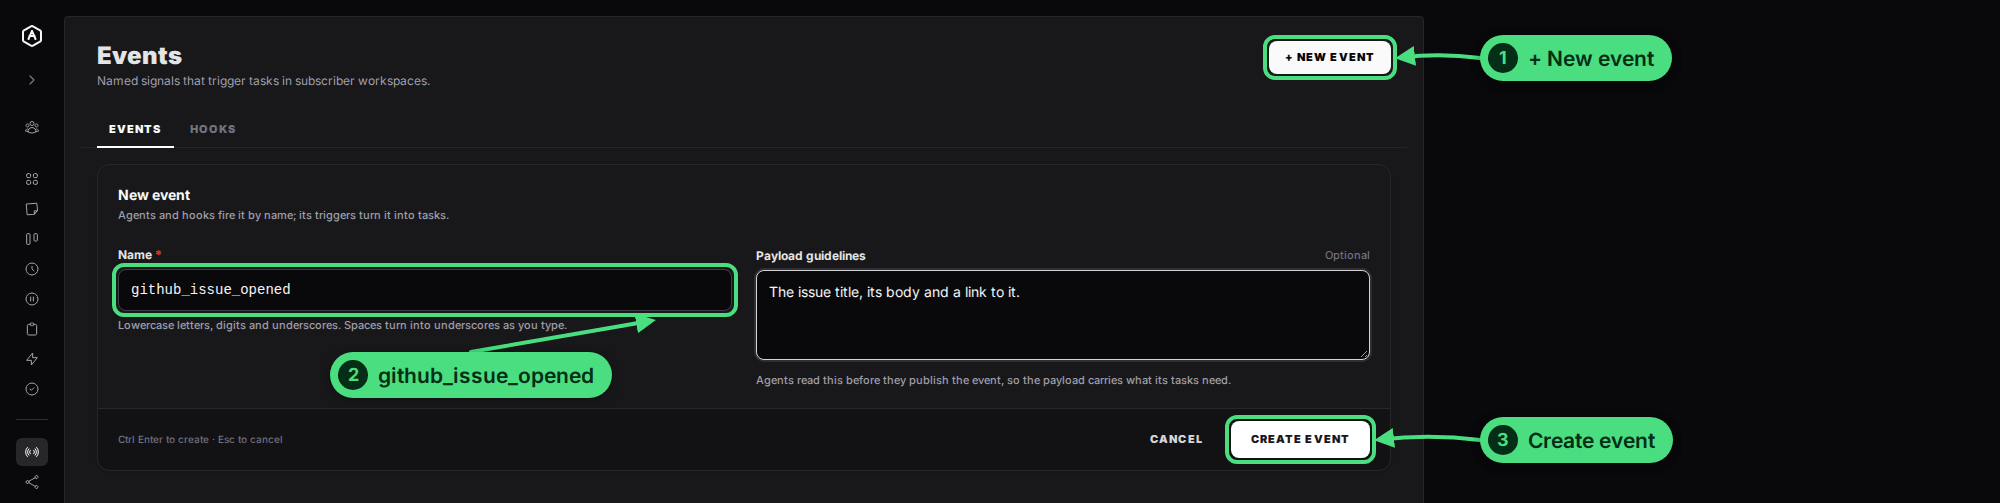 Events
+ NEW EVENT
1 + New event
Named signals that trigger tasks in subscriber workspaces.
EVENTS HOOKS
New event
Agents and hooks fire it by name; its triggers turn it into tasks.
Name *
Payload guidelines Optional
github_issue_opened
The issue title, its body and a link to it.
Lowercase letters, digits and underscores. Spaces turn into underscores as you type.
2 github_issue_opened
Agents read this before they publish the event, so the payload carries what its tasks need.
Ctrl Enter to create · Esc to cancel
CANCEL
CREATE EVENT
3 Create event